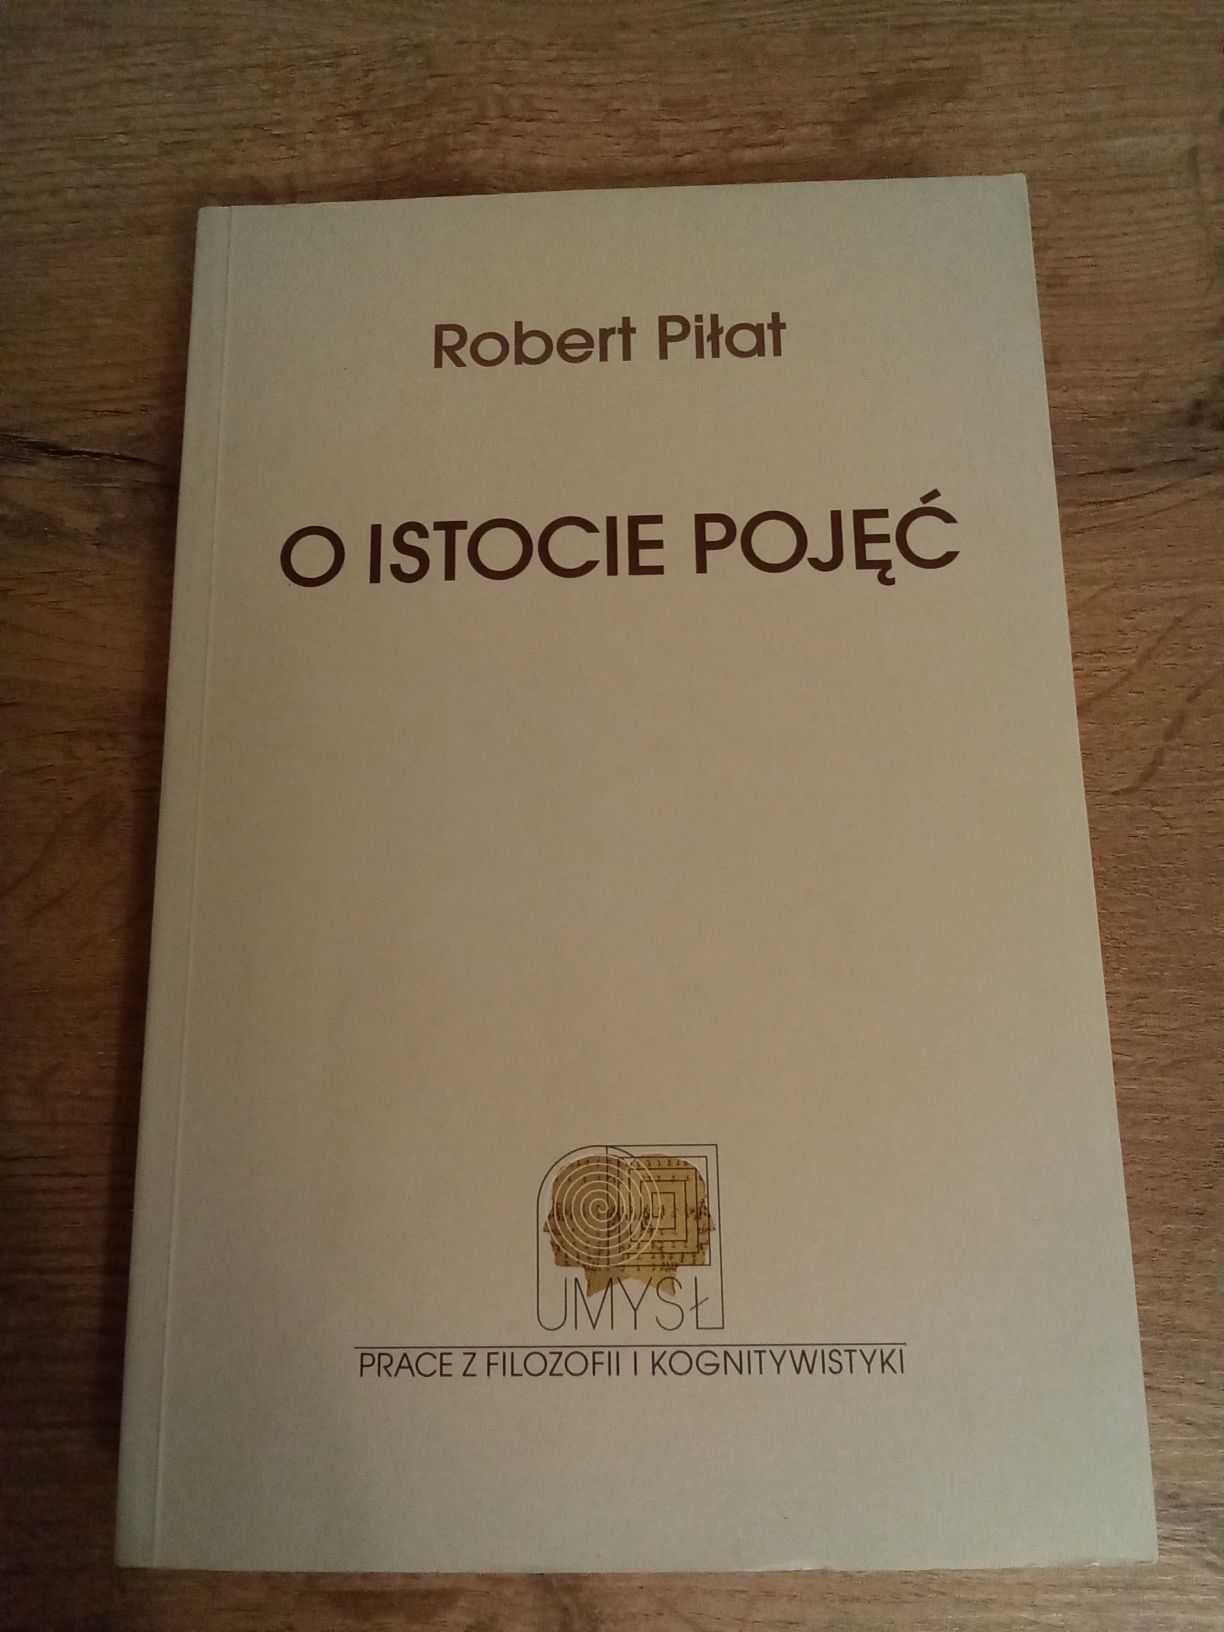 Robert Piłat
O ISTOCIE POJĘĆ
UMYSŁ
PRACE Z FILOZOFII I KOGNITYWISTYKI